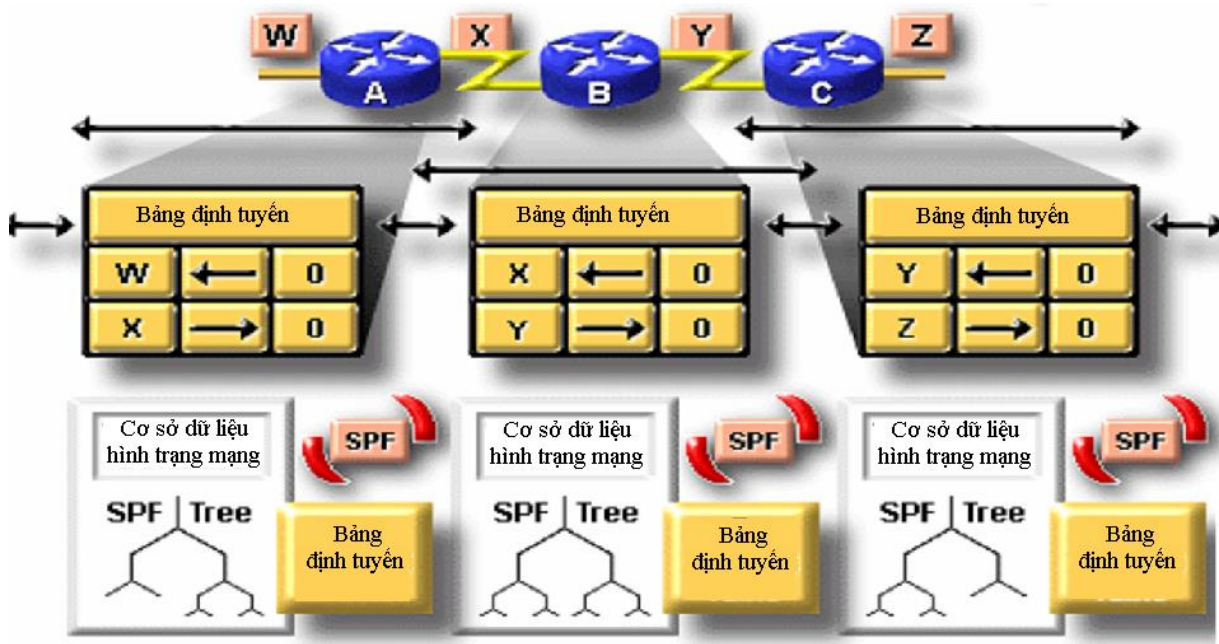 W
X
Y
Z
A
B
C
Bảng định tuyến
W 0
X 0
Bảng định tuyến
X 0
Y 0
Bảng định tuyến
Y 0
Z 0
Cơ sở dữ liệu
hình trạng mạng
SPF
SPF Tree
Bảng
định tuyến
Cơ sở dữ liệu
hình trạng mạng
SPF
SPF Tree
Bảng
định tuyến
Cơ sở dữ liệu
hình trạng mạng
SPF
SPF Tree
Bảng
định tuyến